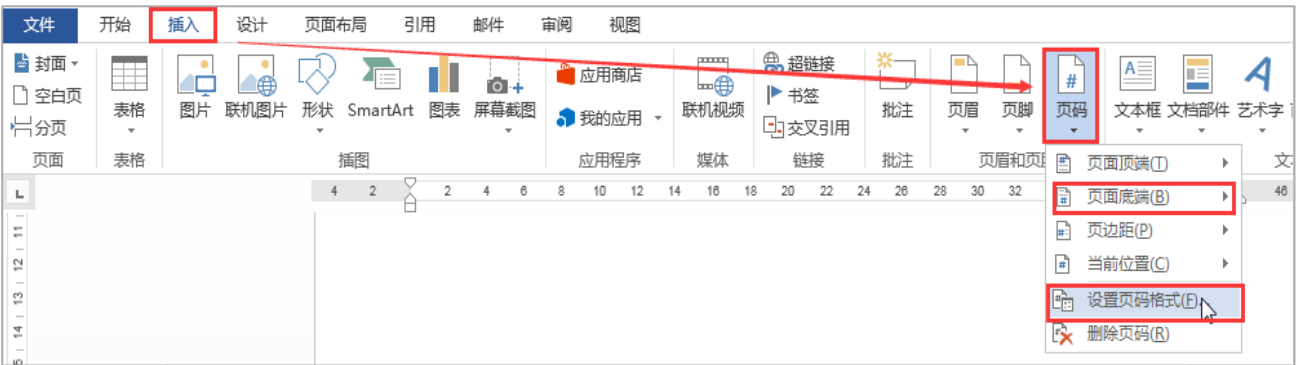 文件 开始 插入 设计 页面布局 引用 邮件 审阅 视图
封面 空白页 分页
表格
图片 联机图片 形状 SmartArt 图表 屏幕截图
应用商店 我的应用
联机视频
超链接 书签 交叉引用
批注
页眉 页脚 # 页码
A 文本框 文档部件 A 艺术字
页面 表格 插图 应用程序 媒体 链接 批注 页眉和页
页面顶端(T)
页面底端(B)
页边距(P)
当前位置(C)
设置页码格式(F)
删除页码(R)
L 4 2 2 4 6 8 10 12 14 16 18 20 22 24 26 28 30 32 46
11
12
13
14